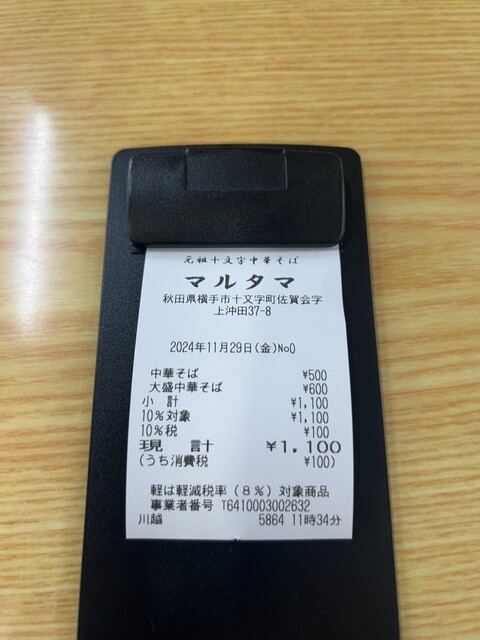 元祖十文字中華そば
マルタマ
秋田県横手市十文字町佐賀会字
上沖田37-8
2024年11月29日(金)No0
中華そば ¥500
大盛中華そば ¥600
小 計 ¥1,100
10%対象 ¥1,100
10%税 ¥100
現 計 ¥1,100
(うち消費税 ¥100)
軽は軽減税率(8%)対象商品
事業者番号 T6410003002632
川越 5864 11時34分